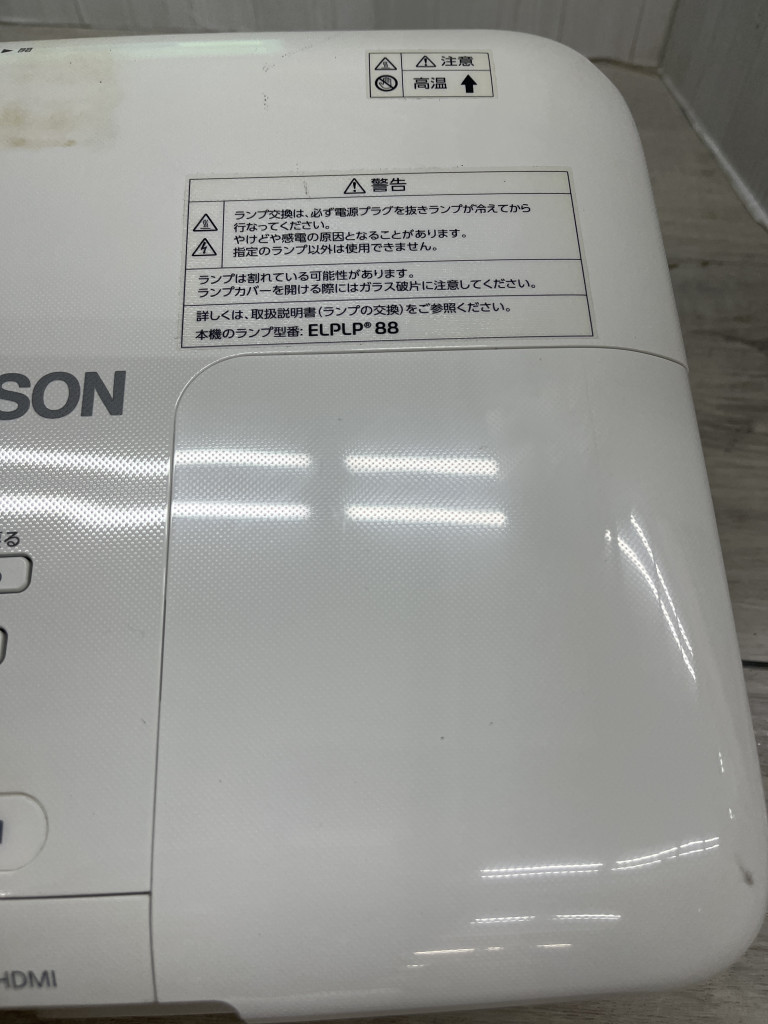 注意
高温
警告
ランプ交換は、必ず電源プラグを抜きランプが冷えてから
行なってください。
やけどや感電の原因となることがあります。
指定のランプ以外は使用できません。
ランプは割れている可能性があります。
ランプカバーを開ける際にはガラス破片に注意してください。
詳しくは、取扱説明書(ランプの交換)をご参照ください。
本機のランプ型番: ELPLP® 88
SON
る
HDMI